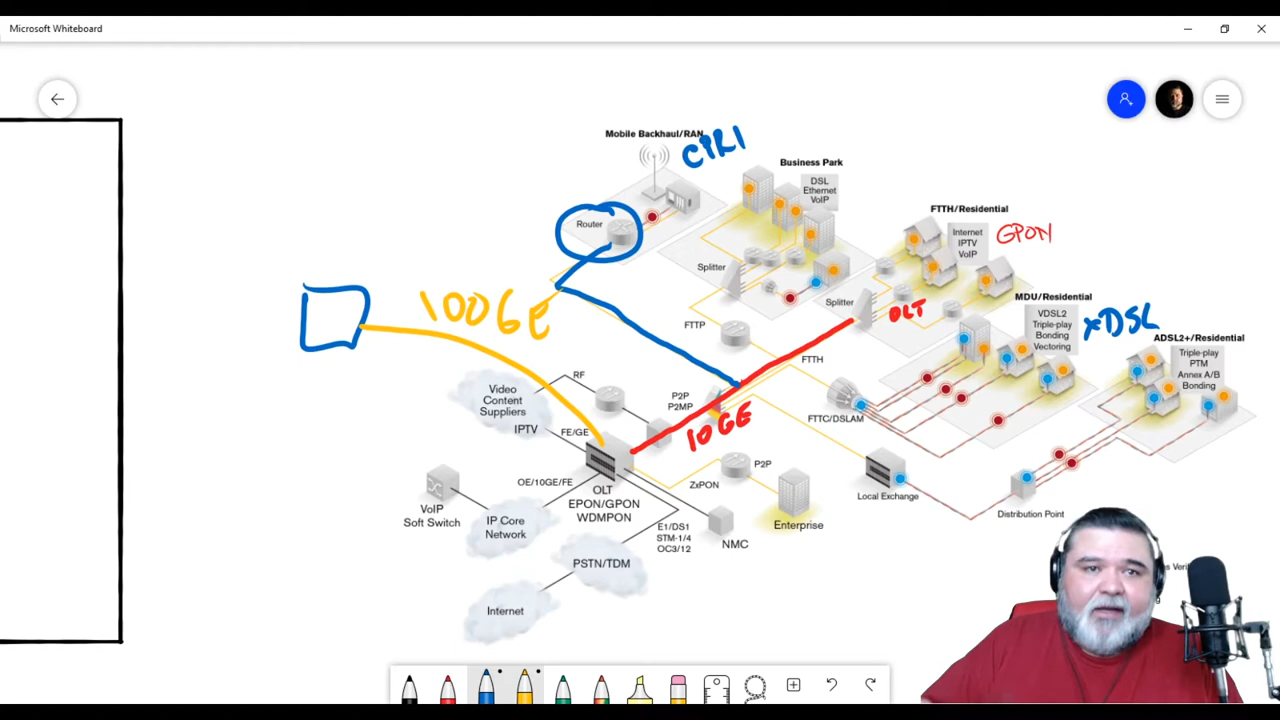 Microsoft Whiteboard
Mobile Backhaul/RAN
CPRI
Business Park
Router
DSL
Ethernet
VoIP
FTTH/Residential
Internet
IPTV
VoIP
GPON
Splitter
Splitter
OLT
MDU/Residential
VDSL2
Triple-play
Bonding
Vectoring
xDSL
ADSL2+/Residential
Triple-play
PTM
Annex A/B
Bonding
100GE
FTTP
FTTH
RF
Video
Content
Suppliers
IPTV
FE/GE
P2P
P2MP
10GE
FTTC/DSLAM
OLT
EPON/GPON
WDMPON
OE/10GE/FE
ZxPON
P2P
Local Exchange
Distribution Point
Enterprise
VoIP
Soft Switch
IP Core
Network
E1/DS1
STM-1/4
OC3/12
NMC
PSTN/TDM
Internet